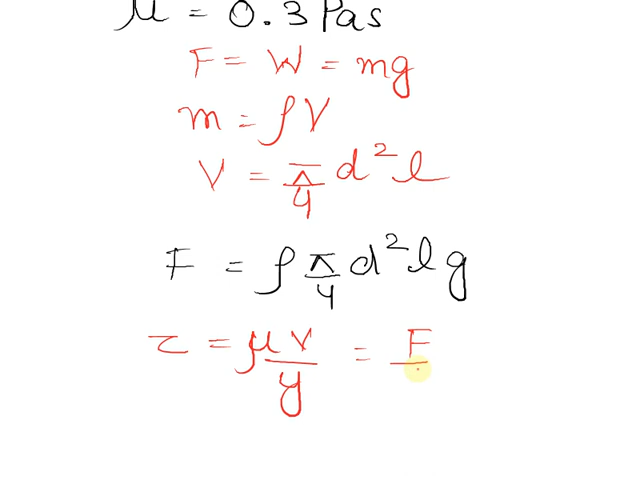 μ = 0.3 Pas
F = W = mg
m = ρV
V = π/4 d²l
F = ρ π/4 d²lg
τ = μ v/y = F/